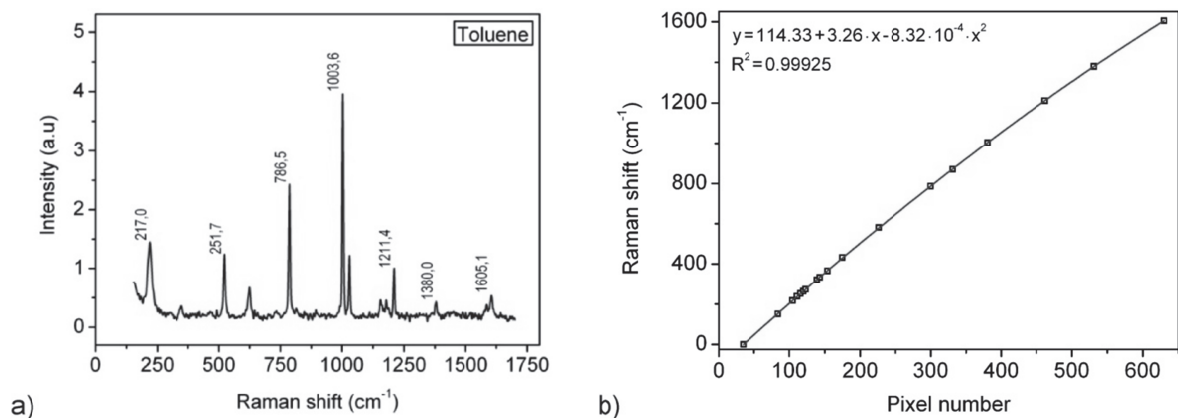 Toluene
Intensity (a.u)
5
4
3
2
1
0
217,0
251,7
786,5
1003,6
1211,4
1380,0
1605,1
0 250 500 750 1000 1250 1500 1750
Raman shift (cm⁻¹)
a)
y=114.33+3.26·x-8.32·10⁻⁴·x²
R²=0.99925
Raman shift (cm⁻¹)
1600
1200
800
400
0
0 100 200 300 400 500 600
Pixel number
b)